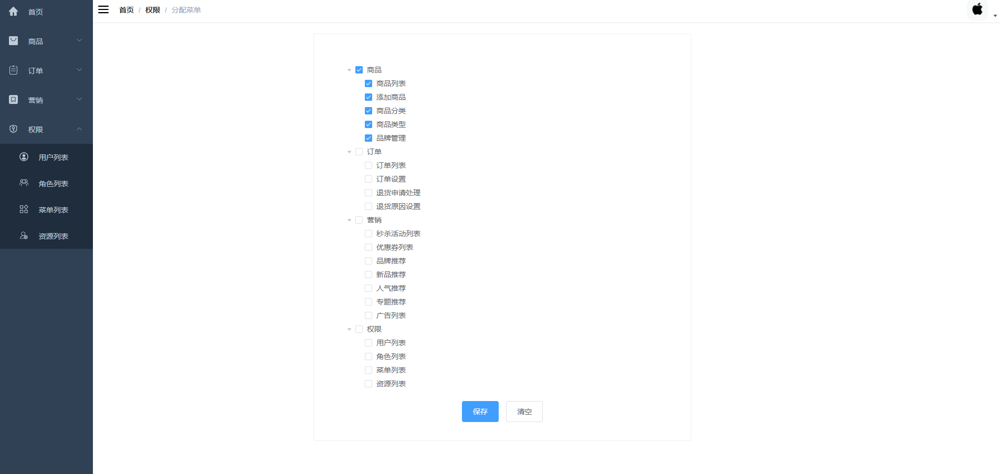 首页
商品
订单
营销
权限
用户列表
角色列表
菜单列表
资源列表
首页 / 权限 / 分配菜单
商品
商品列表
添加商品
商品分类
商品类型
品牌管理
订单
订单列表
订单设置
退货申请处理
退货原因设置
营销
秒杀活动列表
优惠券列表
品牌推荐
新品推荐
人气推荐
专题推荐
广告列表
权限
用户列表
角色列表
菜单列表
资源列表
保存 清空